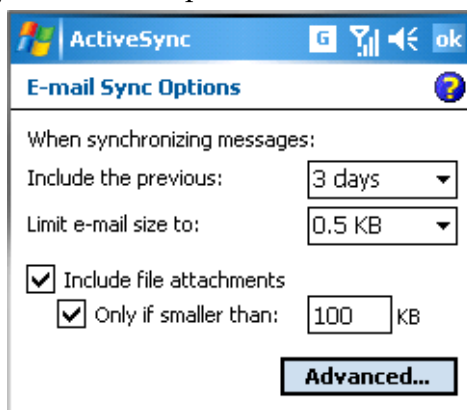 ActiveSync G ok
E-mail Sync Options ?
When synchronizing messages:
Include the previous: 3 days
Limit e-mail size to: 0.5 KB
Include file attachments
Only if smaller than: 100 KB
Advanced...